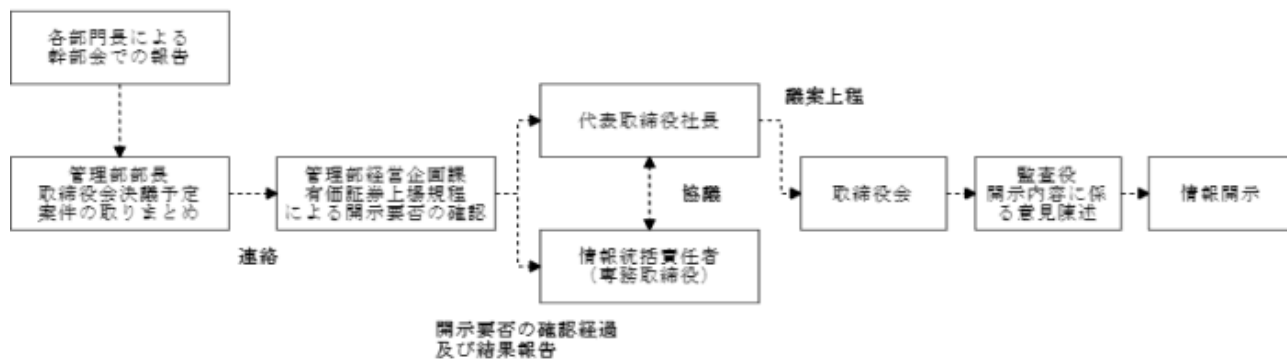 各部門長による
幹部会での報告
管理部部長
取締役会決議予定
案件の取りまとめ
連絡
管理部経営企画課
有価証券上場規程
による開示要否の確認
開示要否の確認経過
及び結果報告
代表取締役社長
協議
情報統括責任者
（専務取締役）
議案上程
取締役会
監査役
開示内容に係
る意見陳述
情報開示